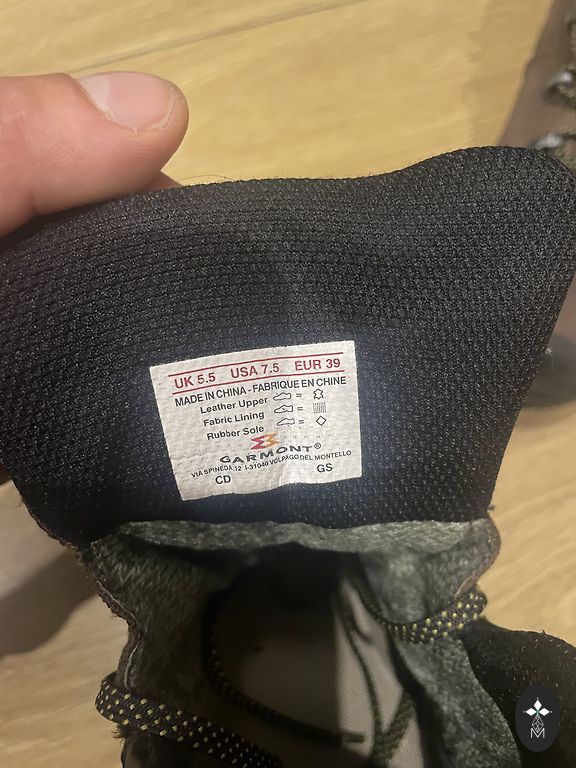 UK 5.5 USA 7.5 EUR 39
MADE IN CHINA - FABRIQUE EN CHINE
Leather Upper =
Fabric Lining =
Rubber Sole =
GARMONT®
VIA SPINEDA,12 I-31040 VOLPAGO DEL MONTELLO
CD GS